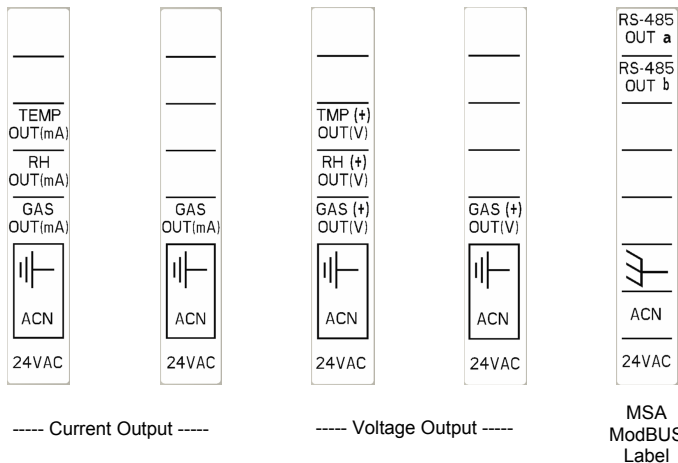 TEMP
OUT(mA)
RH
OUT(mA)
GAS
OUT(mA)
ACN
24VAC
GAS
OUT(mA)
ACN
24VAC
----- Current Output -----
TMP (+)
OUT(V)
RH (+)
OUT(V)
GAS (+)
OUT(V)
ACN
24VAC
GAS (+)
OUT(V)
ACN
24VAC
----- Voltage Output -----
RS-485
OUT a
RS-485
OUT b
ACN
24VAC
MSA
ModBUS
Label